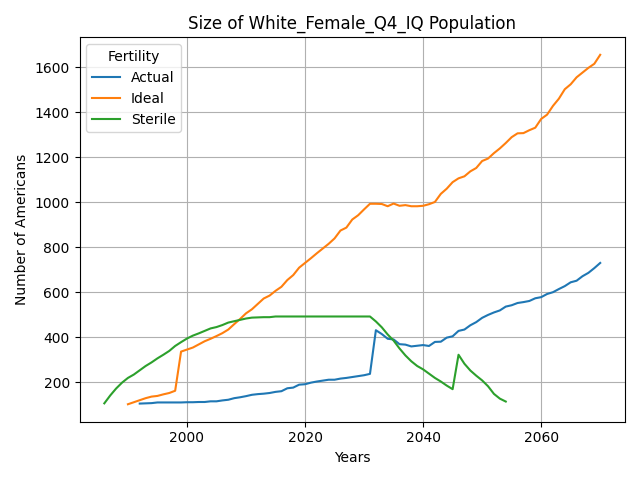 Size of White_Female_Q4_IQ Population
Fertility
Actual
Ideal
Sterile
Number of Americans
1600
1400
1200
1000
800
600
400
200
2000
2020
2040
2060
Years